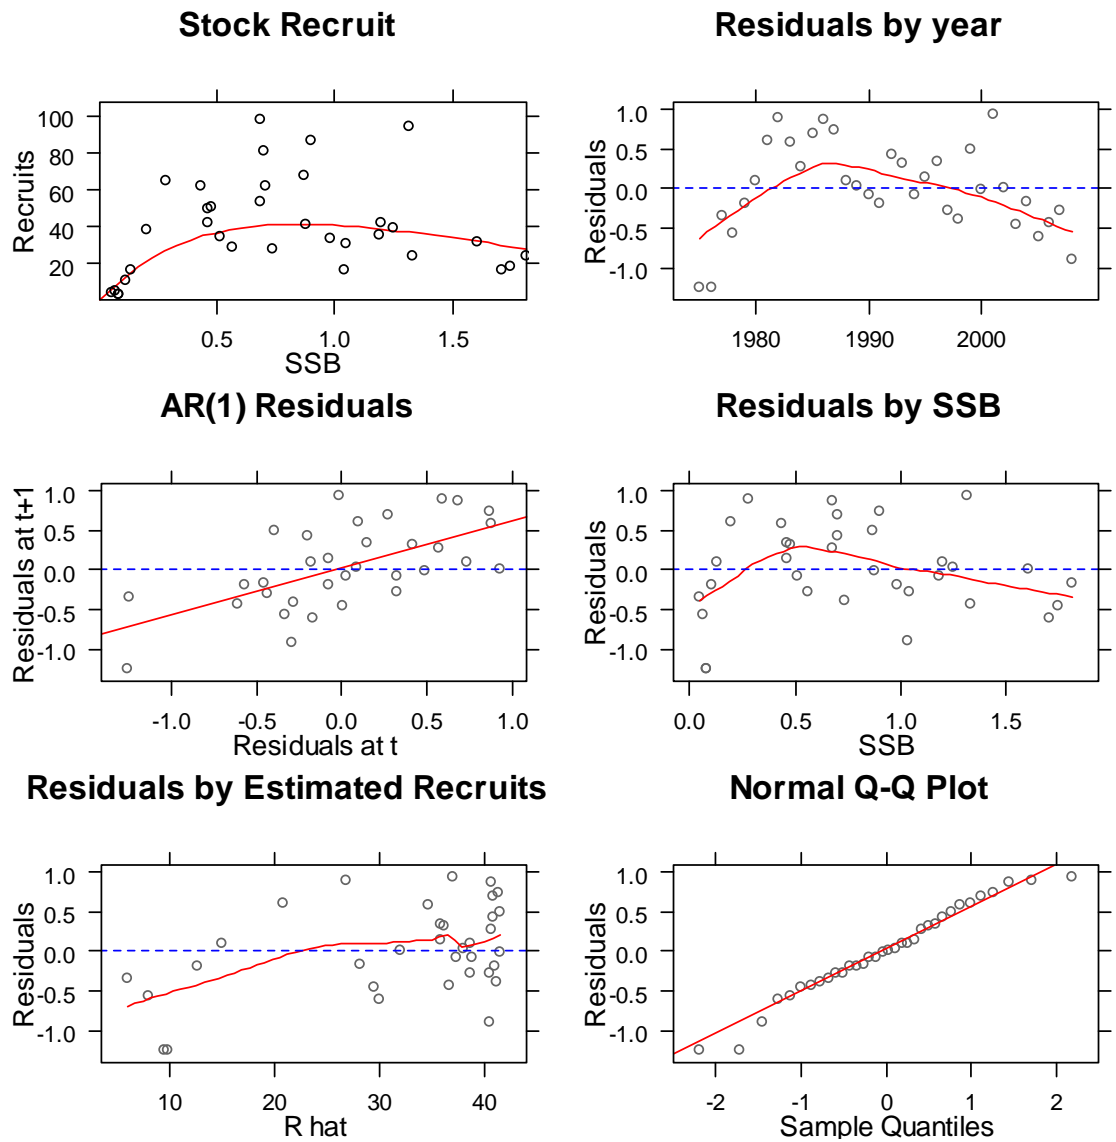 Stock Recruit
Recruits
100
80
60
40
20
0.5 1.0 1.5
SSB
Residuals by year
Residuals
1.0
0.5
0.0
-0.5
-1.0
1980 1990 2000
AR(1) Residuals
Residuals at t+1
1.0
0.5
0.0
-0.5
-1.0
-1.0 -0.5 0.0 0.5 1.0
Residuals at t
Residuals by SSB
Residuals
1.0
0.5
0.0
-0.5
-1.0
0.0 0.5 1.0 1.5
SSB
Residuals by Estimated Recruits
Residuals
1.0
0.5
0.0
-0.5
-1.0
10 20 30 40
R hat
Normal Q-Q Plot
Residuals
1.0
0.5
0.0
-0.5
-1.0
-2 -1 0 1 2
Sample Quantiles